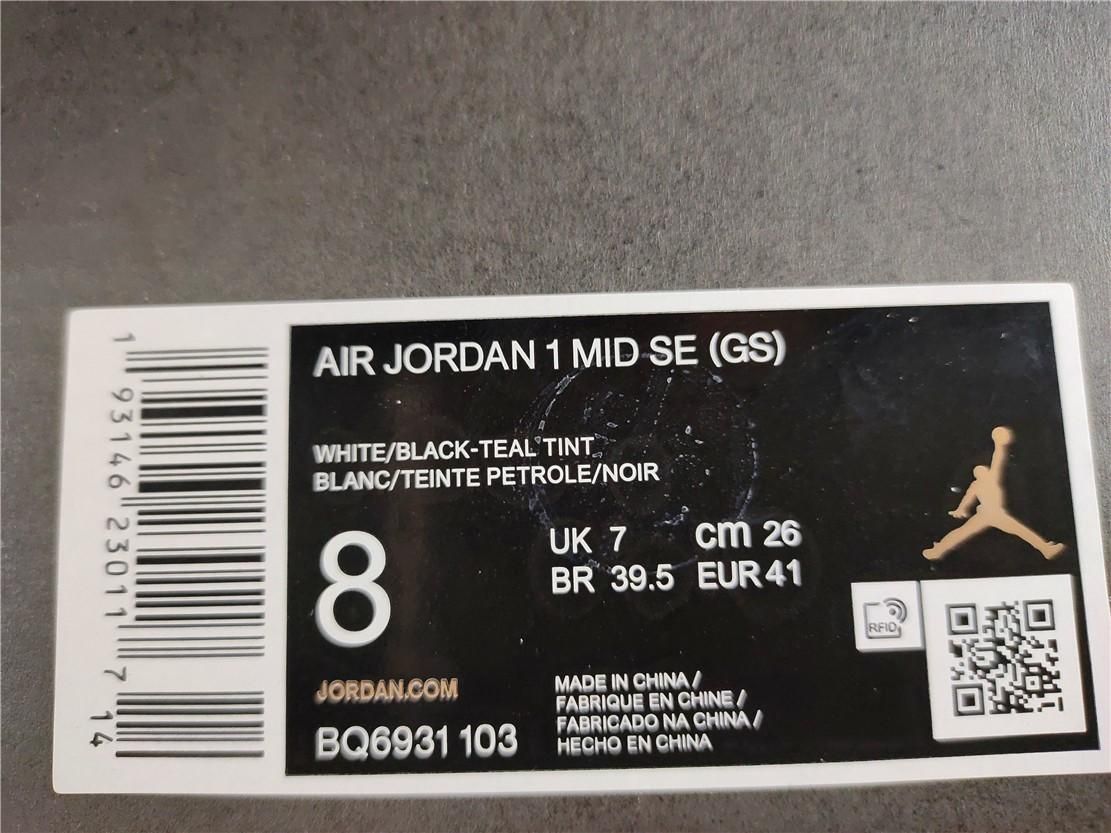 AIR JORDAN 1 MID SE (GS)
WHITE/BLACK-TEAL TINT
BLANC/TEINTE PETROLE/NOIR
8
UK 7 cm 26
BR 39.5 EUR 41
RFID
JORDAN.COM
BQ6931 103
MADE IN CHINA /
FABRIQUE EN CHINE /
FABRICADO NA CHINA /
HECHO EN CHINA
1 93146 23011 7 14